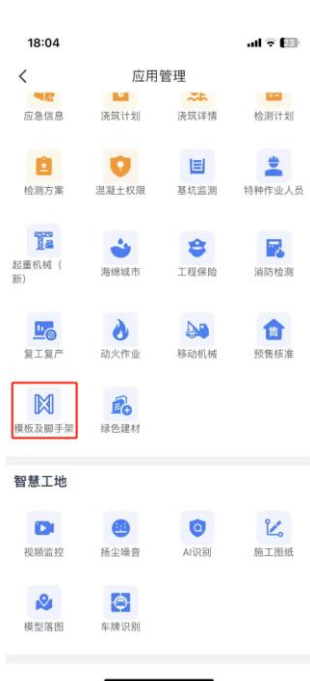 18:04
应用管理
应急信息 浇筑计划 浇筑详情 检测计划
检测方案 混凝土权限 基坑监测 特种作业人员
起重机械（新） 海绵城市 工程保险 消防检测
复工复产 动火作业 移动机械 预售核准
模板及脚手架 绿色建材
智慧工地
视频监控 扬尘噪音 AI识别 施工图纸
模型落图 车牌识别